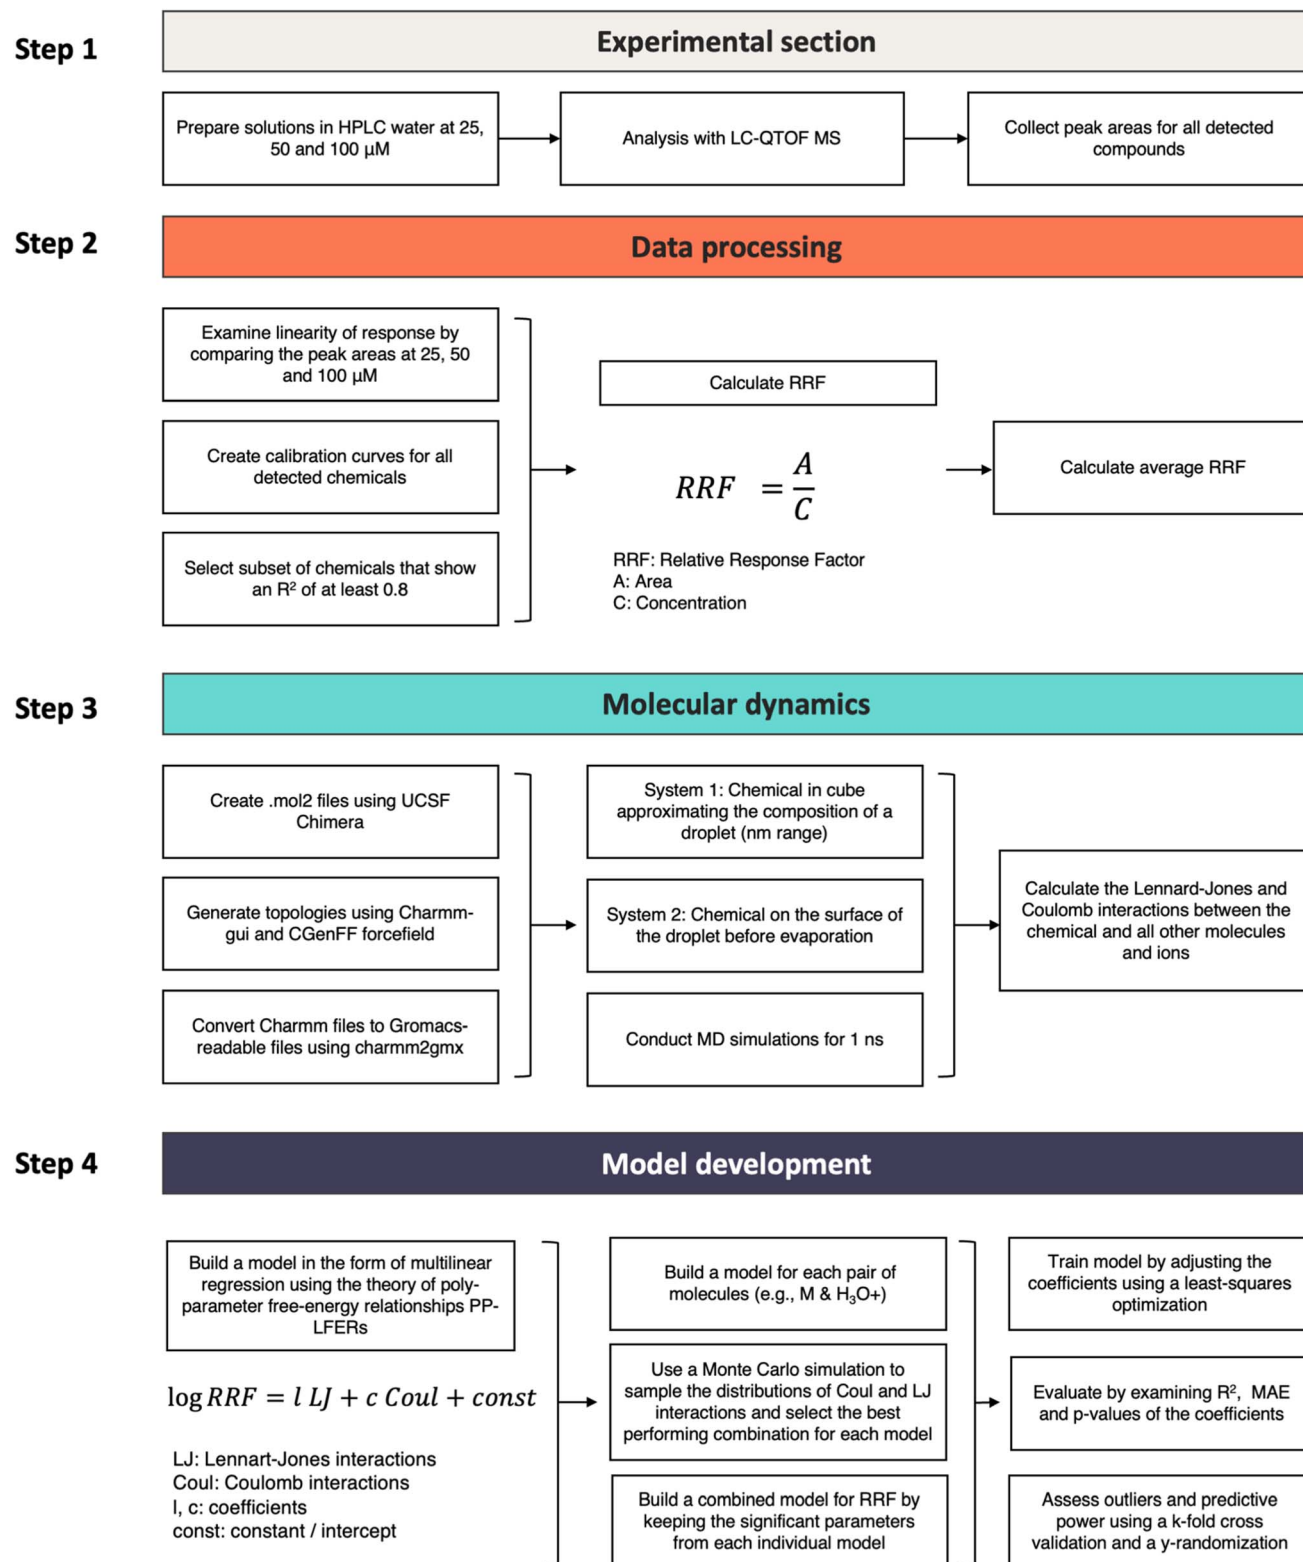 Step 1
Experimental section
Prepare solutions in HPLC water at 25,
50 and 100 µM
Analysis with LC-QTOF MS
Collect peak areas for all detected
compounds
Step 2
Data processing
Examine linearity of response by
comparing the peak areas at 25, 50
and 100 µM
Create calibration curves for all
detected chemicals
Select subset of chemicals that show
an R² of at least 0.8
Calculate RRF
RRF = A/C
RRF: Relative Response Factor
A: Area
C: Concentration
Calculate average RRF
Step 3
Molecular dynamics
Create .mol2 files using UCSF
Chimera
Generate topologies using Charmm-
gui and CGenFF forcefield
Convert Charmm files to Gromacs-
readable files using charmm2gmx
System 1: Chemical in cube
approximating the composition of a
droplet (nm range)
System 2: Chemical on the surface of
the droplet before evaporation
Conduct MD simulations for 1 ns
Calculate the Lennard-Jones and
Coulomb interactions between the
chemical and all other molecules
and ions
Step 4
Model development
Build a model in the form of multilinear
regression using the theory of poly-
parameter free-energy relationships PP-
LFERs
log RRF = l LJ + c Coul + const
LJ: Lennart-Jones interactions
Coul: Coulomb interactions
l, c: coefficients
const: constant / intercept
Build a model for each pair of
molecules (e.g., M & H₃O+)
Use a Monte Carlo simulation to
sample the distributions of Coul and LJ
interactions and select the best
performing combination for each model
Build a combined model for RRF by
keeping the significant parameters
from each individual model
Train model by adjusting the
coefficients using a least-squares
optimization
Evaluate by examining R², MAE
and p-values of the coefficients
Assess outliers and predictive
power using a k-fold cross
validation and a y-randomization